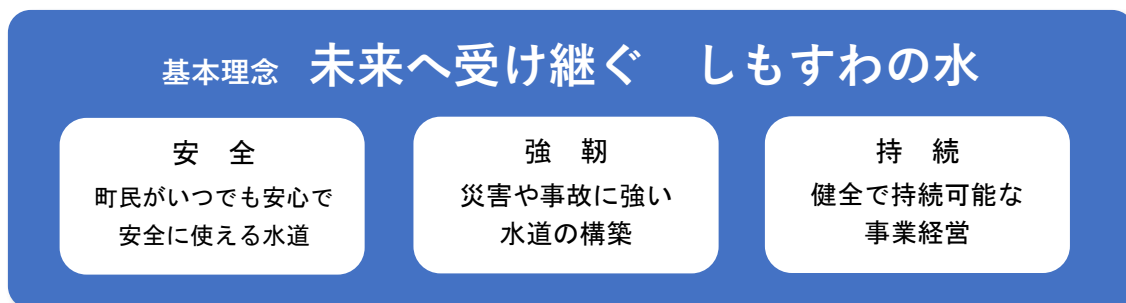 基本理念　未来へ受け継ぐ　しもすわの水
安　全
町民がいつでも安心で
安全に使える水道
強　靭
災害や事故に強い
水道の構築
持　続
健全で持続可能な
事業経営